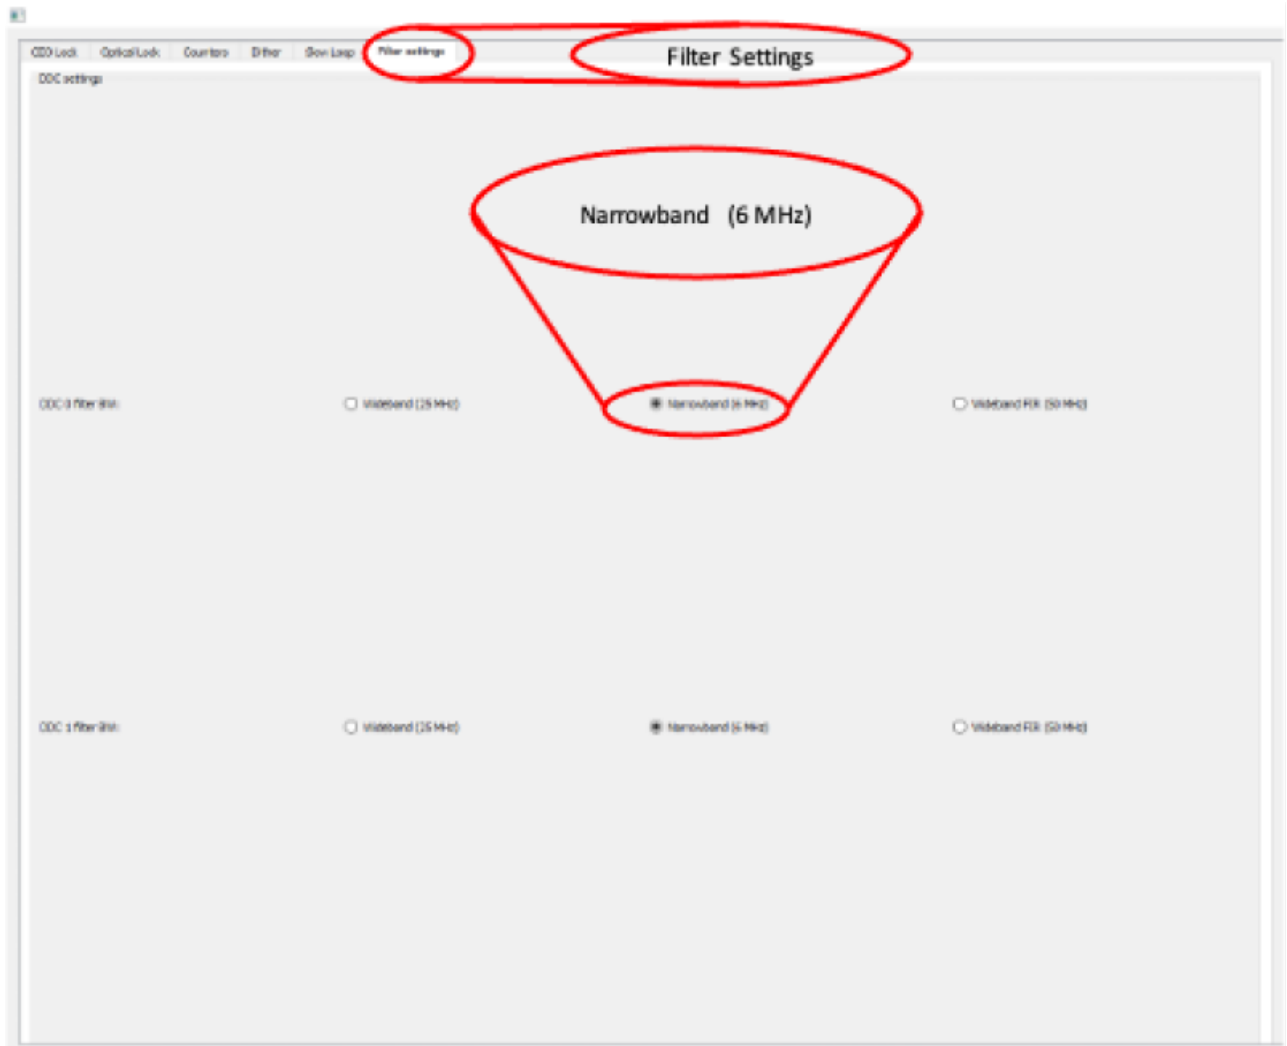 CEO Lock Optical Lock Counters Dither Slow Loop Filter settings Filter Settings
DDC settings
Narrowband (6 MHz)
DDC 0 filter BW: Wideband (25 MHz) Narrowband (6 MHz) Wideband FIR (50 MHz)
DDC 1 filter BW: Wideband (25 MHz) Narrowband (6 MHz) Wideband FIR (50 MHz)